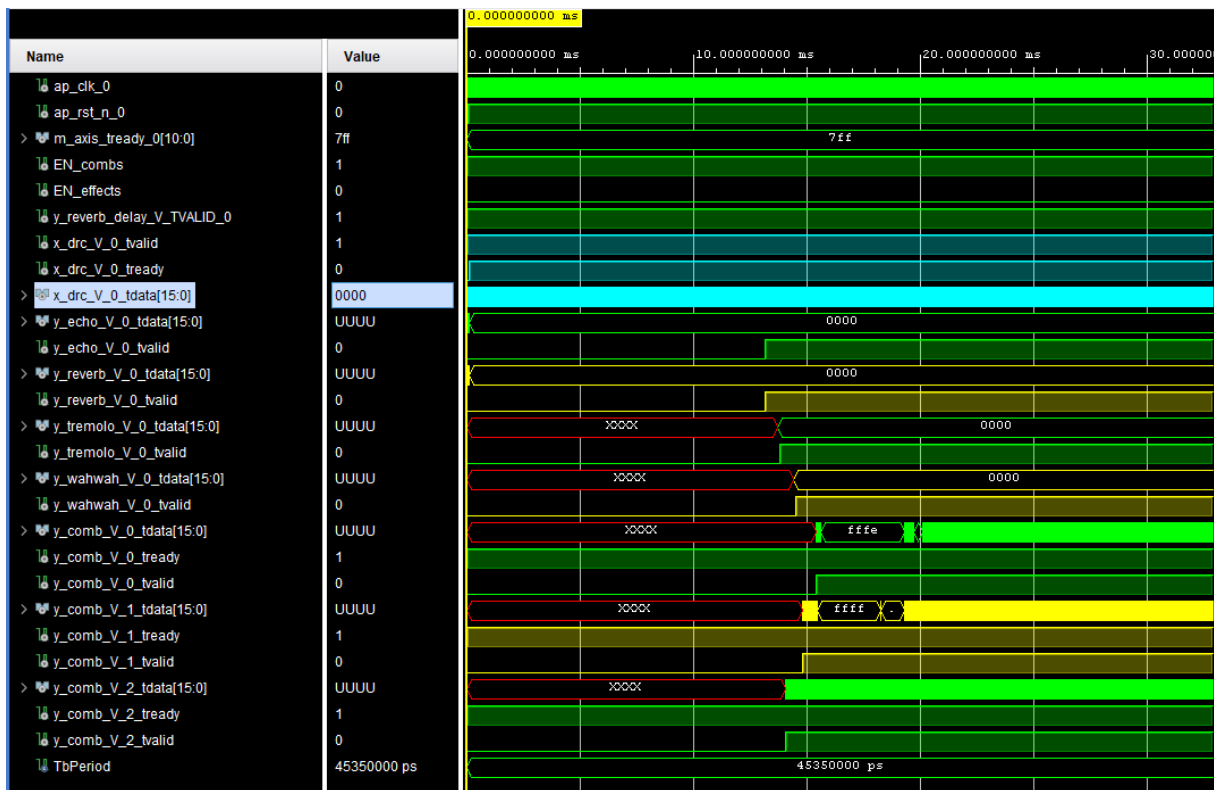 0.000000000 ms
Name Value 0.000000000 ms 10.000000000 ms 20.000000000 ms 30.000000
ap_clk_0 0
ap_rst_n_0 0
m_axis_tready_0[10:0] 7ff 7ff
EN_combs 1
EN_effects 0
y_reverb_delay_V_TVALID_0 1
x_drc_V_0_tvalid 1
x_drc_V_0_tready 0
x_drc_V_0_tdata[15:0] 0000
y_echo_V_0_tdata[15:0] UUUU 0000
y_echo_V_0_tvalid 0
y_reverb_V_0_tdata[15:0] UUUU 0000
y_reverb_V_0_tvalid 0
y_tremolo_V_0_tdata[15:0] UUUU XXXX 0000
y_tremolo_V_0_tvalid 0
y_wahwah_V_0_tdata[15:0] UUUU XXXX 0000
y_wahwah_V_0_tvalid 0
y_comb_V_0_tdata[15:0] UUUU XXXX fffe
y_comb_V_0_tready 1
y_comb_V_0_tvalid 0
y_comb_V_1_tdata[15:0] UUUU XXXX ffff .
y_comb_V_1_tready 1
y_comb_V_1_tvalid 0
y_comb_V_2_tdata[15:0] UUUU XXXX
y_comb_V_2_tready 1
y_comb_V_2_tvalid 0
TbPeriod 45350000 ps 45350000 ps